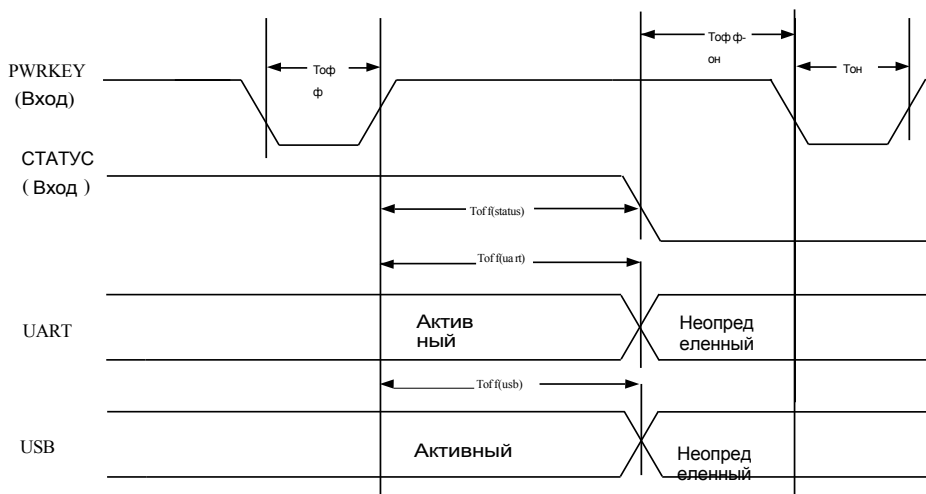 Тофф-
он
PWRKEY
(Вход)
Тоф
ф
Тон
СТАТУС
( Вход )
Toff(status)
Toff(uart)
UART
Актив
ный
Неопред
еленный
Toff(usb)
USB
Активный
Неопред
еленный